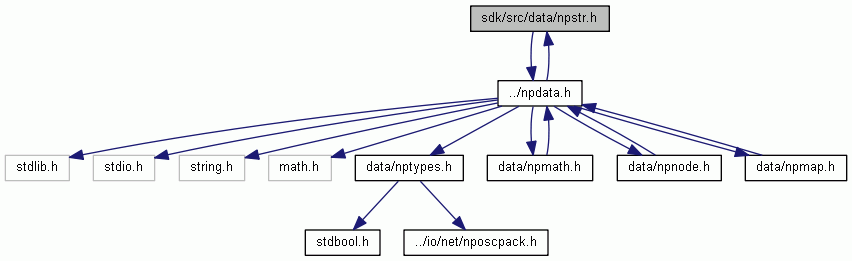 sdk/src/data/npstr.h
../npdata.h
stdlib.h
stdio.h
string.h
math.h
data/nptypes.h
data/npmath.h
data/npnode.h
data/npmap.h
stdbool.h
../io/net/nposcpack.h